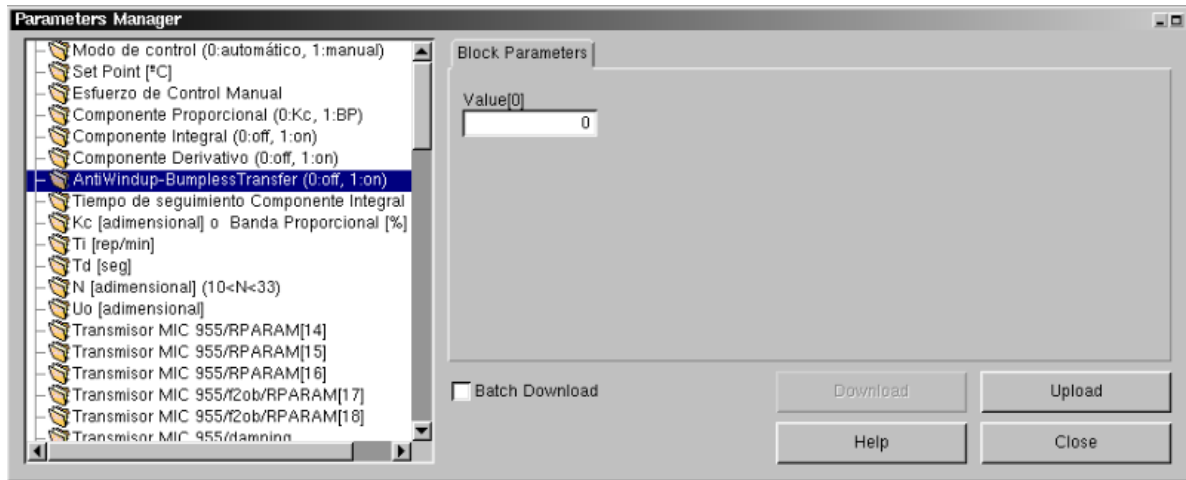 Parameters Manager
Modo de control (0:automático, 1:manual)
Set Point [ºC]
Esfuerzo de Control Manual
Componente Proporcional (0:Kc, 1:BP)
Componente Integral (0:off, 1:on)
Componente Derivativo (0:off, 1:on)
AntiWindup-BumplessTransfer (0:off, 1:on)
Tiempo de seguimiento Componente Integral
Kc [adimensional] o Banda Proporcional [%]
Ti [rep/min]
Td [seg]
N [adimensional] (10<N<33)
Uo [adimensional]
Transmisor MIC 955/RPARAM[14]
Transmisor MIC 955/RPARAM[15]
Transmisor MIC 955/RPARAM[16]
Transmisor MIC 955/f2ob/RPARAM[17]
Transmisor MIC 955/f2ob/RPARAM[18]
Transmisor MIC 955/damping
Block Parameters
Value[0]
0
Batch Download
Download
Upload
Help
Close